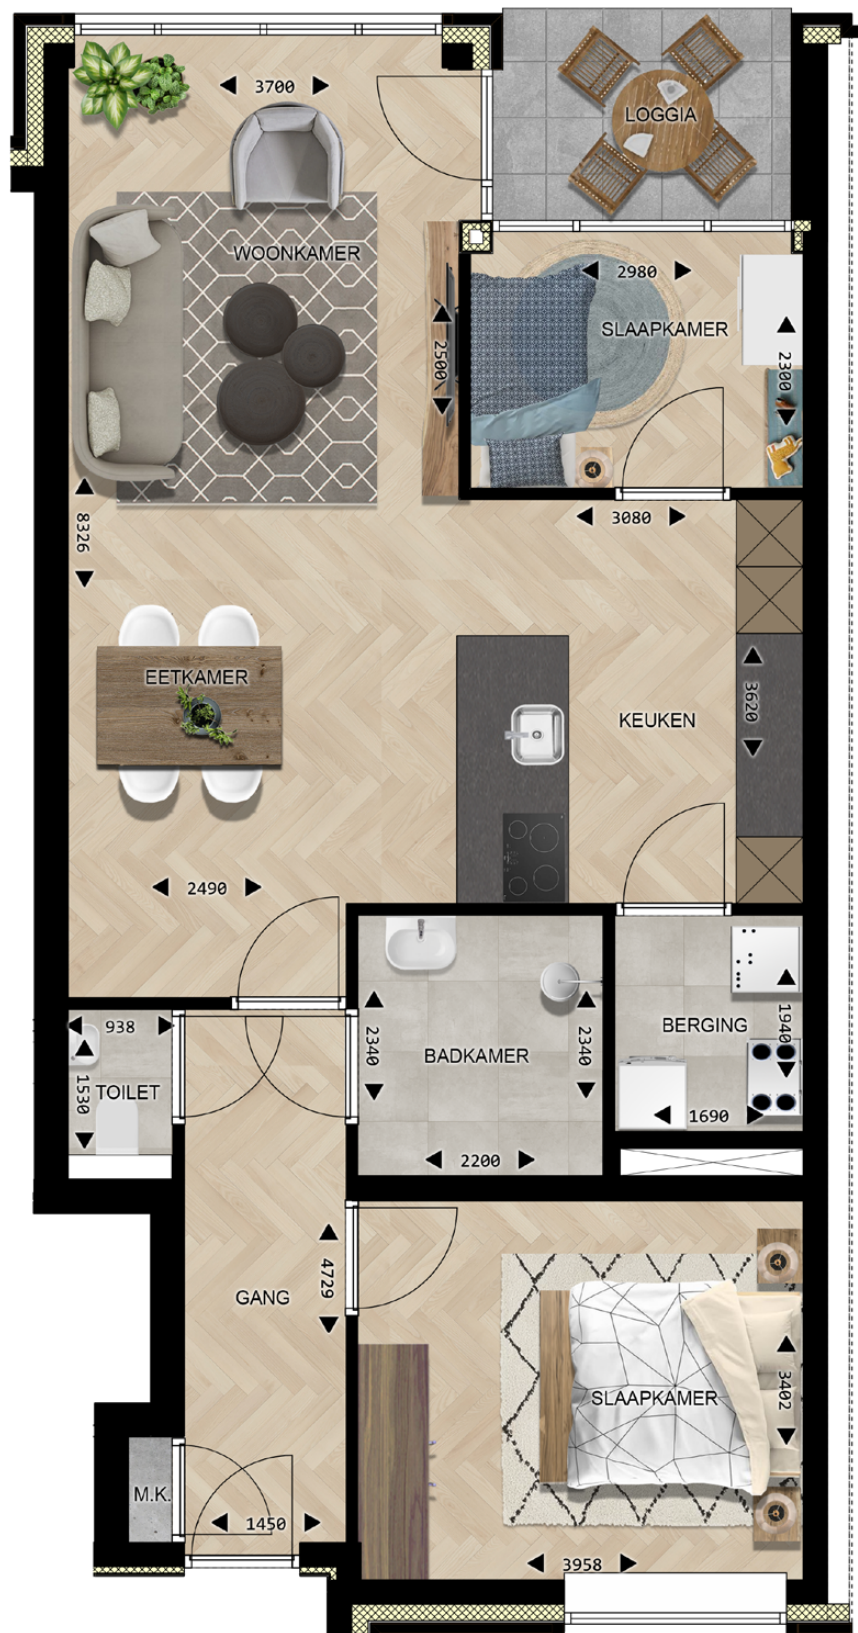 3700
LOGGIA
WOONKAMER
2980
SLAAPKAMER
2500
2300
8326
3080
EETKAMER
3620
KEUKEN
2490
938
2340
2340
1940
BERGING
BADKAMER
1530
TOILET
1690
2200
4729
GANG
3402
SLAAPKAMER
M.K.
1450
3958